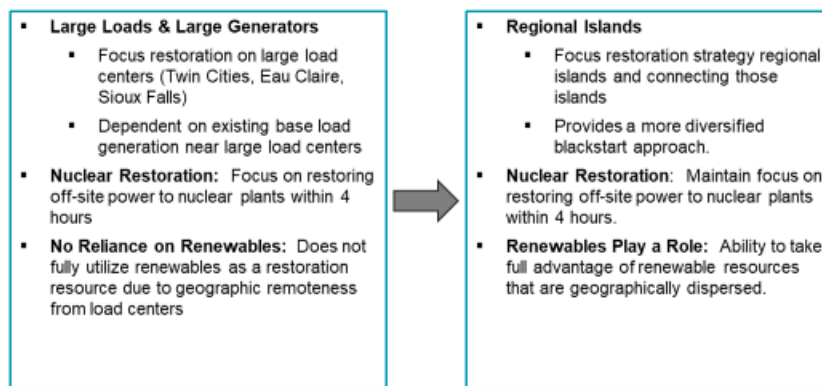 ▪ Large Loads & Large Generators
▪ Focus restoration on large load
centers (Twin Cities, Eau Claire,
Sioux Falls)
▪ Dependent on existing base load
generation near large load centers
▪ Nuclear Restoration: Focus on restoring
off-site power to nuclear plants within 4
hours
▪ No Reliance on Renewables: Does not
fully utilize renewables as a restoration
resource due to geographic remoteness
from load centers
▪ Regional Islands
▪ Focus restoration strategy regional
islands and connecting those
islands
▪ Provides a more diversified
blackstart approach.
▪ Nuclear Restoration: Maintain focus on
restoring off-site power to nuclear plants
within 4 hours.
▪ Renewables Play a Role: Ability to take
full advantage of renewable resources
that are geographically dispersed.